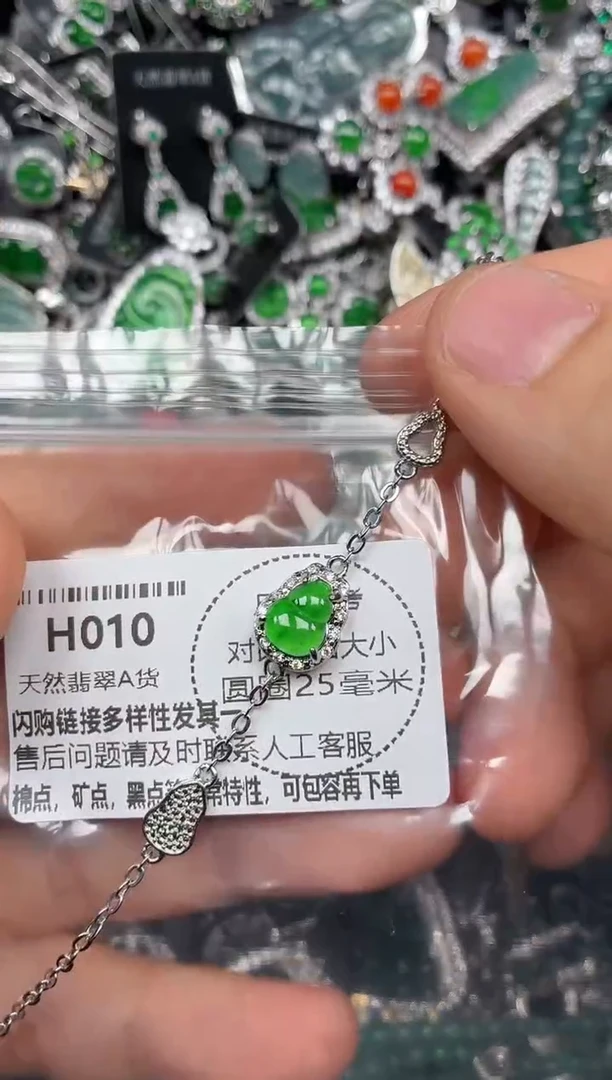 H010
天然翡翠A货
圆圈25毫米
大小
闪购链接多样性发其一
售后问题请及时联系人工客服
棉点，矿点，黑点 特性，可包容再下单